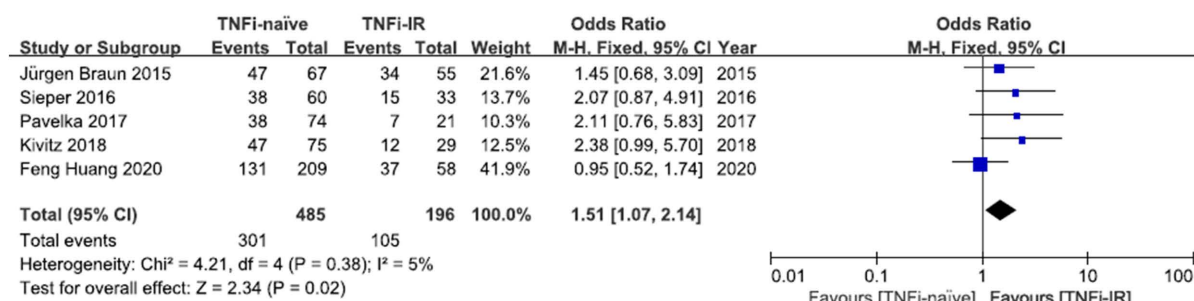 TNFi-naïve TNFi-IR Odds Ratio Odds Ratio
Study or Subgroup Events Total Events Total Weight M-H, Fixed, 95% CI Year M-H, Fixed, 95% CI
Jürgen Braun 2015 47 67 34 55 21.6% 1.45 [0.68, 3.09] 2015
Sieper 2016 38 60 15 33 13.7% 2.07 [0.87, 4.91] 2016
Pavelka 2017 38 74 7 21 10.3% 2.11 [0.76, 5.83] 2017
Kivitz 2018 47 75 12 29 12.5% 2.38 [0.99, 5.70] 2018
Feng Huang 2020 131 209 37 58 41.9% 0.95 [0.52, 1.74] 2020
Total (95% CI) 485 196 100.0% 1.51 [1.07, 2.14]
Total events 301 105
Heterogeneity: Chi² = 4.21, df = 4 (P = 0.38); I² = 5%
Test for overall effect: Z = 2.34 (P = 0.02)
0.01 0.1 1 10 100
Favours [TNFi-naïve] Favours [TNFi-IR]